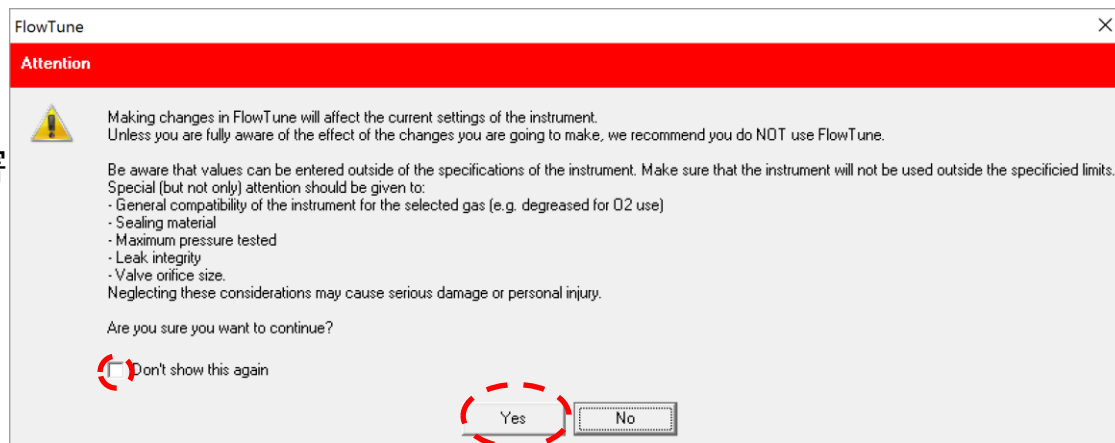 FlowTune
Attention
Making changes in FlowTune will affect the current settings of the instrument.
Unless you are fully aware of the effect of the changes you are going to make, we recommend you do NOT use FlowTune.
Be aware that values can be entered outside of the specifications of the instrument. Make sure that the instrument will not be used outside the specificied limits.
Special (but not only) attention should be given to:
- General compatibility of the instrument for the selected gas (e.g. degreased for O2 use)
- Sealing material
- Maximum pressure tested
- Leak integrity
- Valve orifice size.
Neglecting these considerations may cause serious damage or personal injury.
Are you sure you want to continue?
Don't show this again
Yes
No